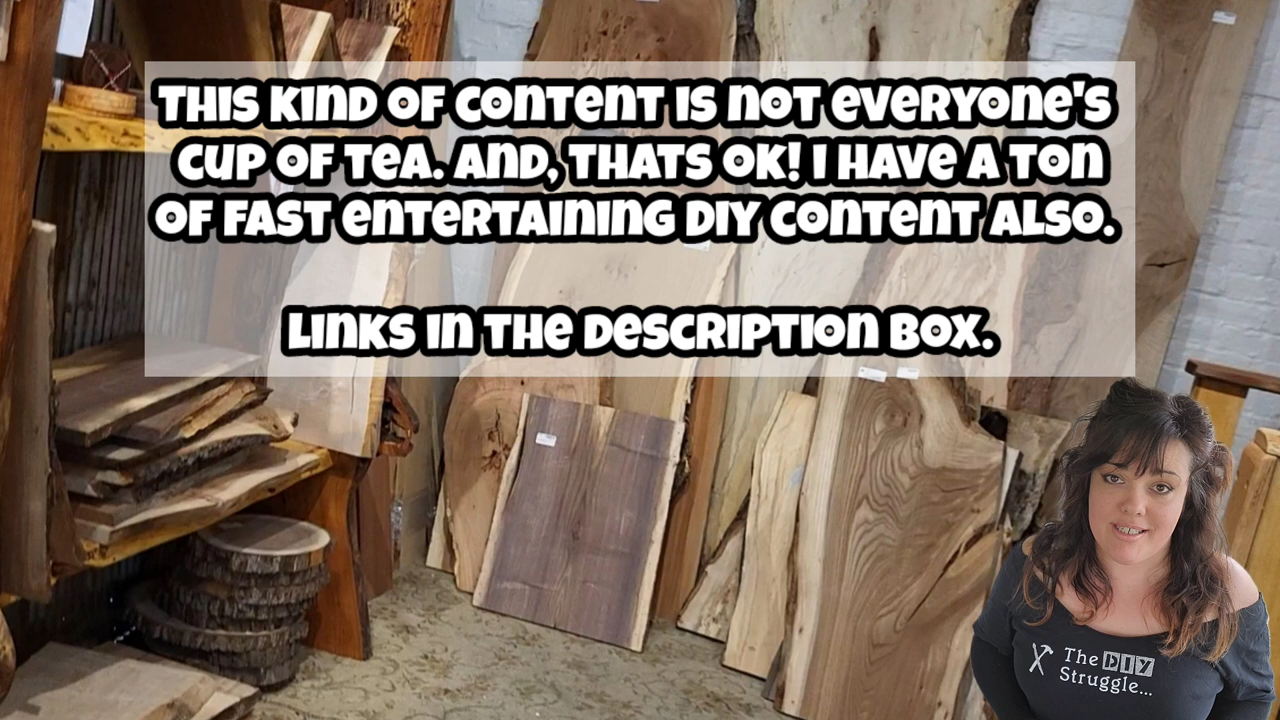 THIS KIND OF CONTENT IS NOT EVERYONE'S
CUP OF TEA. AND, THATS OK! I HAVE A TON
OF FAST ENTERTAINING DIY CONTENT ALSO.
LINKS IN THE DESCRIPTION BOX.
The DIY
Struggle...